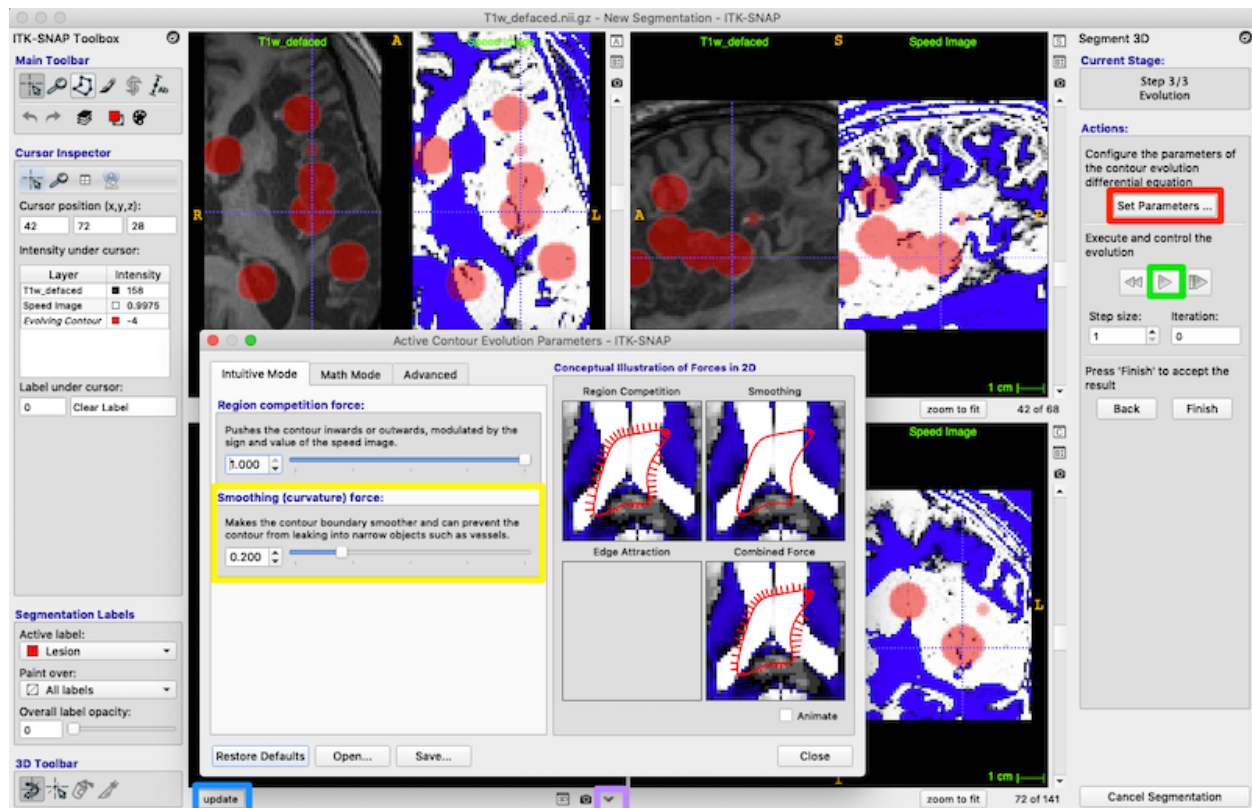 T1w_defaced.nii.gz - New Segmentation - ITK-SNAP
ITK-SNAP Toolbox
Main Toolbar
Cursor Inspector
Cursor position (x,y,z):
42 72 28
Intensity under cursor:
Layer Intensity
T1w_defaced 158
Speed Image 0.9975
Evolving Contour -4
Label under cursor:
0 Clear Label
Segmentation Labels
Active label:
Lesion
Paint over:
All labels
Overall label opacity:
0
3D Toolbar
T1w_defaced
A
Speed Image
R
L
A
T1w_defaced
S
Speed Image
A
P
S
1 cm
zoom to fit 42 of 68
Active Contour Evolution Parameters - ITK-SNAP
Intuitive Mode Math Mode Advanced
Region competition force:
Pushes the contour inwards or outwards, modulated by the
sign and value of the speed image.
1.000
Smoothing (curvature) force:
Makes the contour boundary smoother and can prevent the
contour from leaking into narrow objects such as vessels.
0.200
Conceptual Illustration of Forces in 2D
Region Competition Smoothing
Edge Attraction Combined Force
Animate
Restore Defaults Open... Save... Close
update
Speed Image
C
L
I
1 cm
zoom to fit 72 of 141
Segment 3D
Current Stage:
Step 3/3
Evolution
Actions:
Configure the parameters of
the contour evolution
differential equation
Set Parameters ...
Execute and control the
evolution
Step size: Iteration:
1 0
Press 'Finish' to accept the
result
Back Finish
Cancel Segmentation